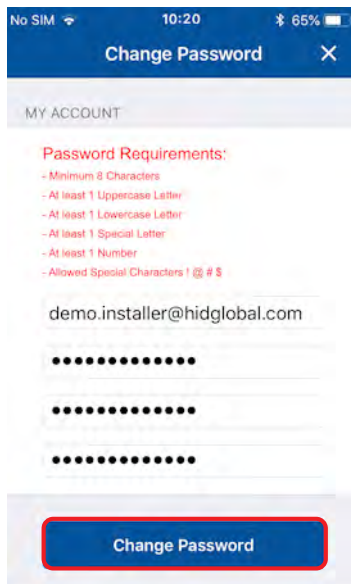 No SIM 10:20 65%
Change Password ×
MY ACCOUNT
Password Requirements:
- Minimum 8 Characters
- At least 1 Uppercase Letter
- At least 1 Lowercase Letter
- At least 1 Special Letter
- At least 1 Number
- Allowed Special Characters ! @ # $
demo.installer@hidglobal.com
•••••••••••••
•••••••••••••
•••••••••••••
Change Password